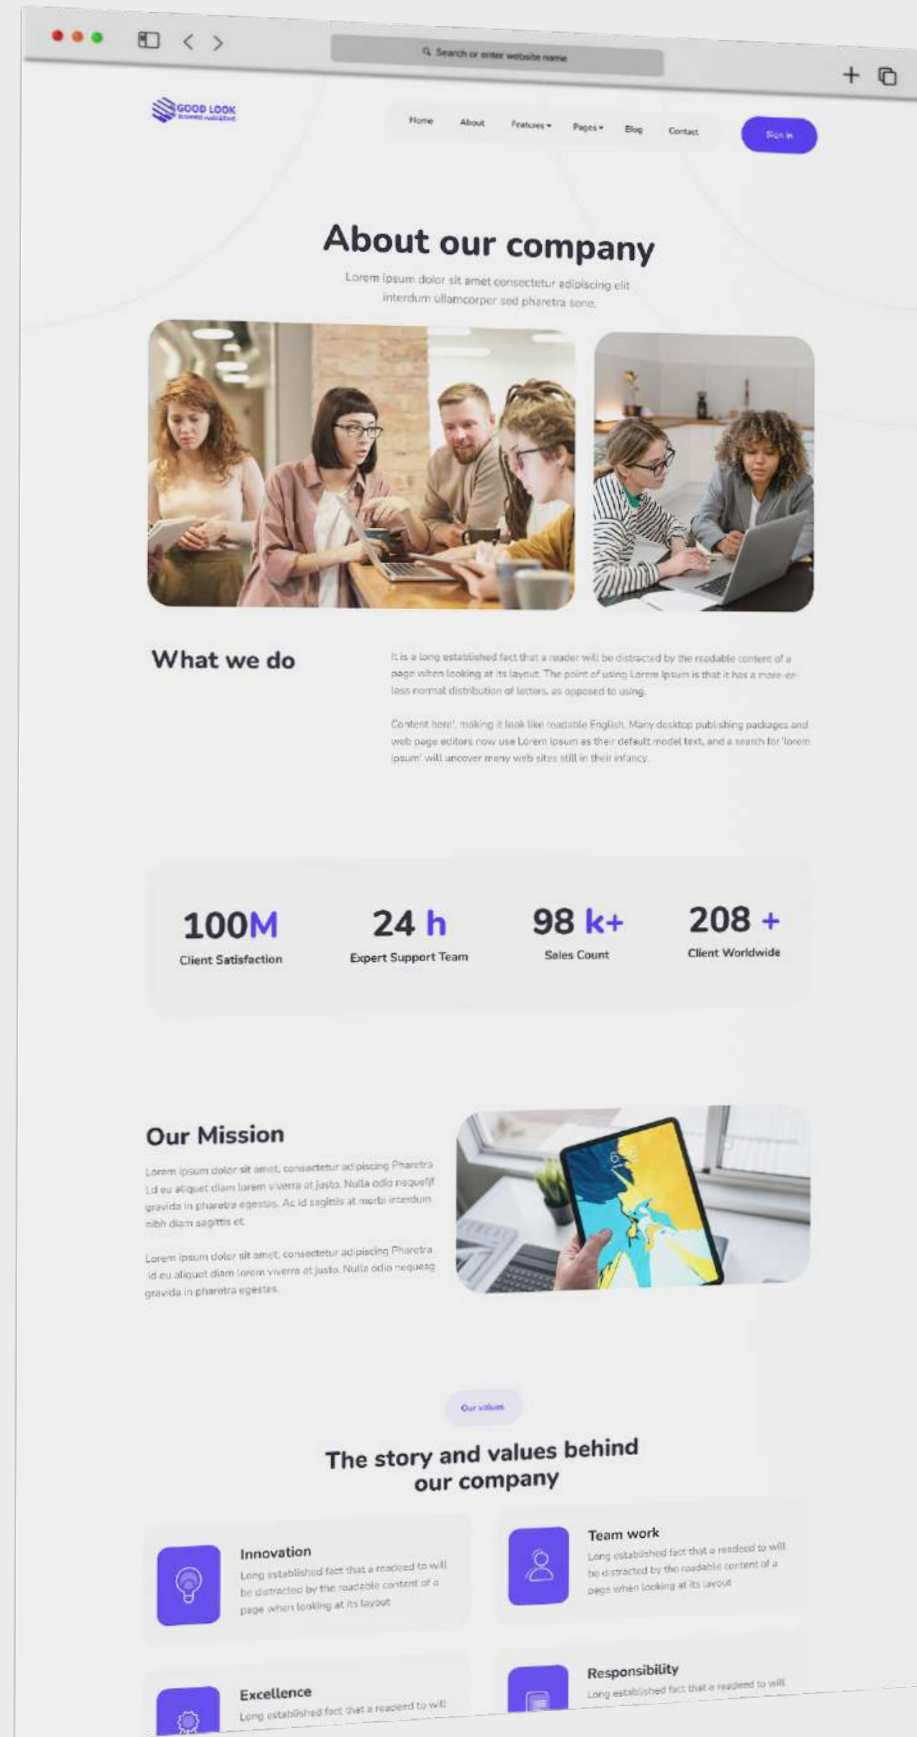 Search or enter website name
GOOD LOOK
Home About Features Pages Blog Contact Sign in
About our company
Lorem ipsum dolor sit amet consectetur adipiscing elit
interdum ullamcorper sed pharetra sene.
What we do
It is a long established fact that a reader will be distracted by the readable content of a
page when looking at its layout. The point of using Lorem Ipsum is that it has a more-or-
less normal distribution of letters, as opposed to using.
Content here', making it look like readable English. Many desktop publishing packages and
web page editors now use Lorem Ipsum as their default model text, and a search for 'lorem
ipsum' will uncover many web sites still in their infancy.
100M 24 h 98 k+ 208 +
Client Satisfaction Expert Support Team Sales Count Client Worldwide
Our Mission
Lorem ipsum dolor sit amet, consectetur adipiscing Pharetra
Ld eu aliquet diam lorem viverra at justo. Nulla odio
gravida in pharetra egestas. Ac id sagittis at morbi interdum
nibh diam sagittis et.
Lorem ipsum dolor sit amet, consectetur adipiscing Pharetra
id eu aliquet diam lorem viverra at justo. Nulla odio nequesg
gravida in pharetra egestas.
Our values
The story and values behind
our company
Innovation
Long established fact that a readeed to will
be distracted by the readable content of a
page when looking at its layout
Team work
Long established fact that a readeed to will
be distracted by the readable content of a
page when looking at its layout
Excellence
Long established fact that a readeed to will
Responsibility
Long established fact that a readeed to will